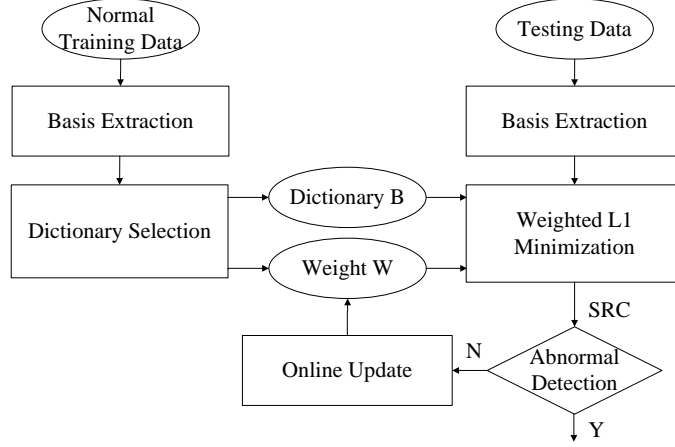 Normal
Training Data
Testing Data
Basis Extraction
Basis Extraction
Dictionary Selection
Dictionary B
Weight W
Weighted L1
Minimization
SRC
Online Update
N
Abnormal
Detection
Y